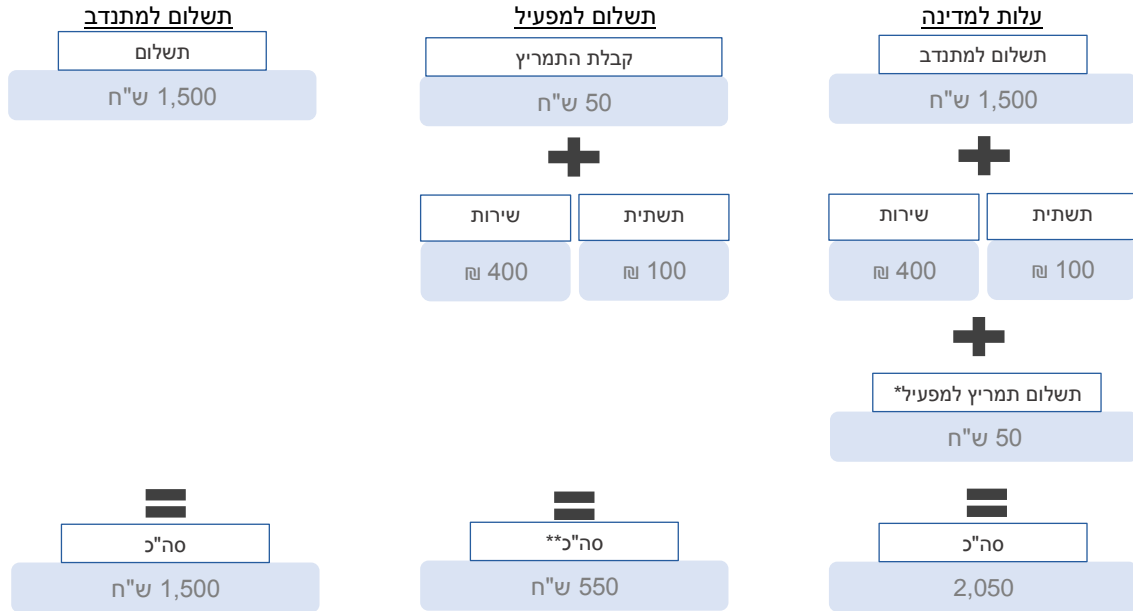 עלות למדינה
תשלום למתנדב
1,500 ש"ח
תשתית שירות
100 ₪ 400 ₪
תשלום תמריץ למפעיל*
50 ש"ח
סה"כ
2,050
תשלום למפעיל
קבלת התמריץ
50 ש"ח
תשתית שירות
100 ₪ 400 ₪
סה"כ**
550 ש"ח
תשלום למתנדב
תשלום
1,500 ש"ח
סה"כ
1,500 ש"ח